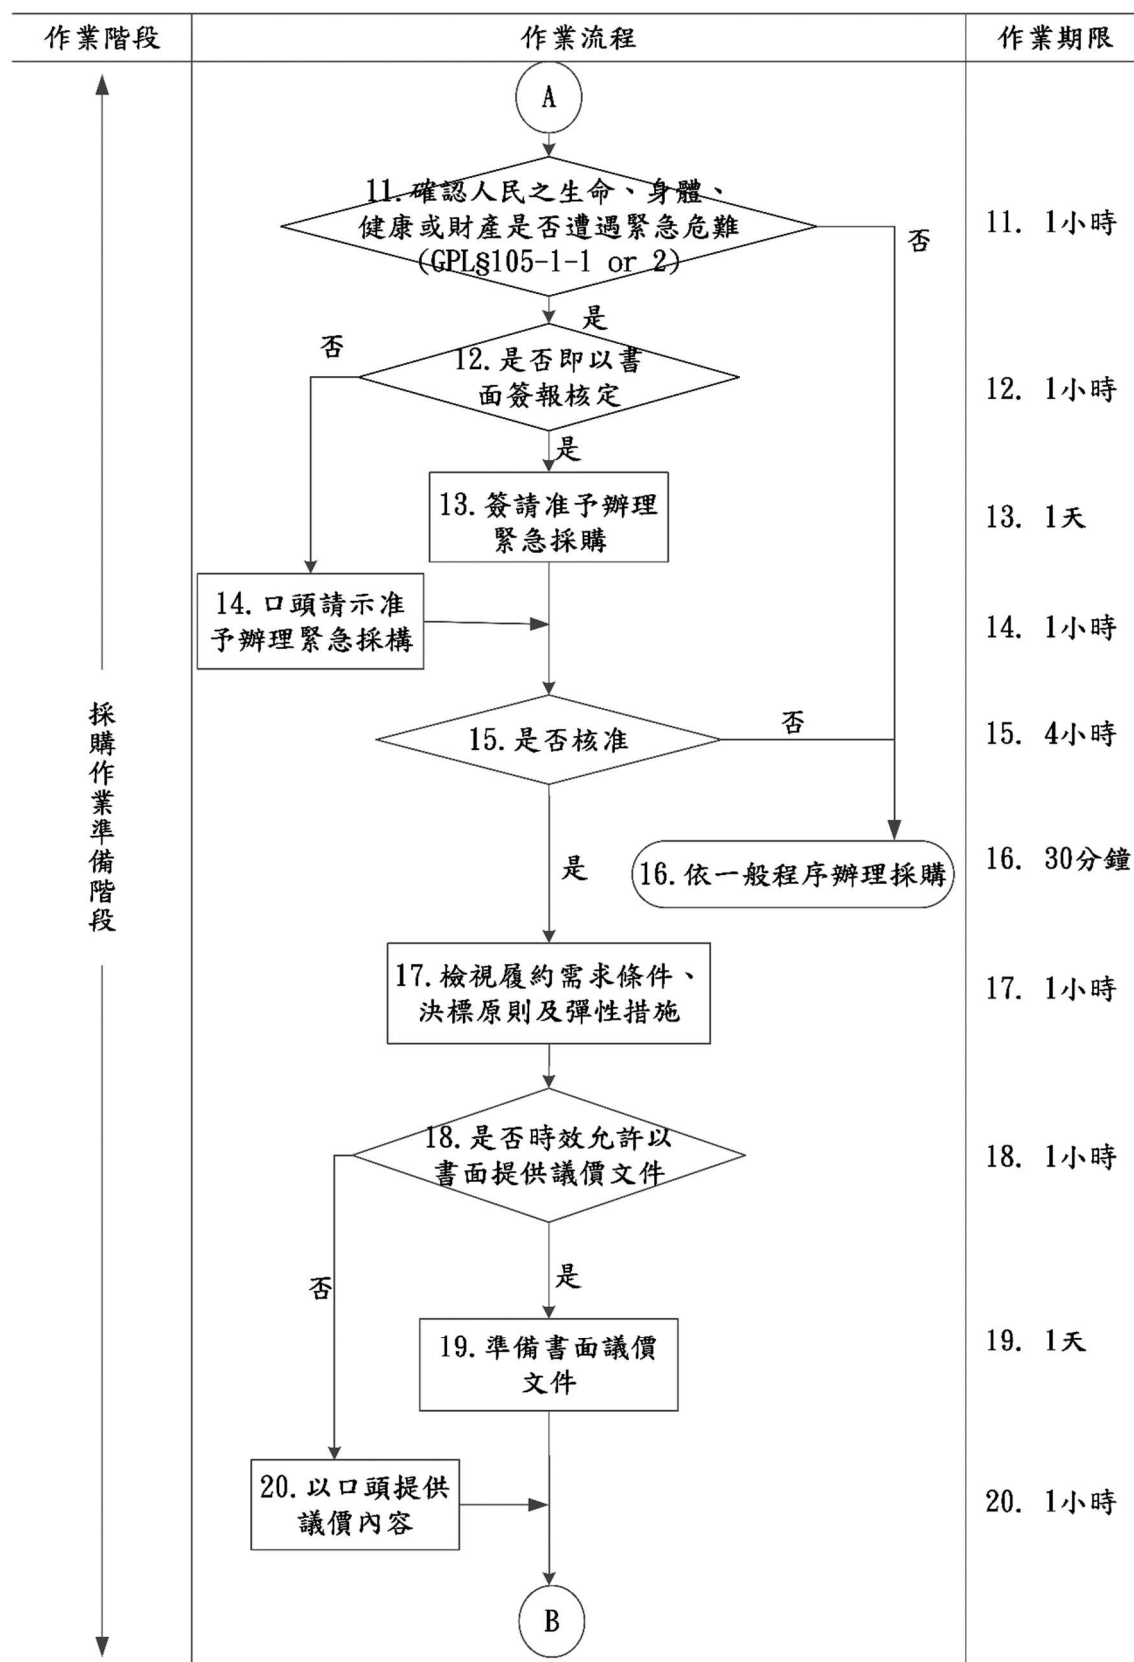 作業階段
作業流程
作業期限
A
11.確認人民之生命、身體、
健康或財產是否遭遇緊急危難
(GPL§105-1-1 or 2)
否
11. 1小時
是
否
12.是否即以書
面簽報核定
12. 1小時
是
13.簽請准予辦理
緊急採購
13. 1天
14.口頭請示准
予辦理緊急採構
14. 1小時
採購作業準備階段
15.是否核准
否
15. 4小時
是
16.依一般程序辦理採購
16. 30分鐘
17.檢視履約需求條件、
決標原則及彈性措施
17. 1小時
18.是否時效允許以
書面提供議價文件
18. 1小時
否
是
19.準備書面議價
文件
19. 1天
20.以口頭提供
議價內容
20. 1小時
B